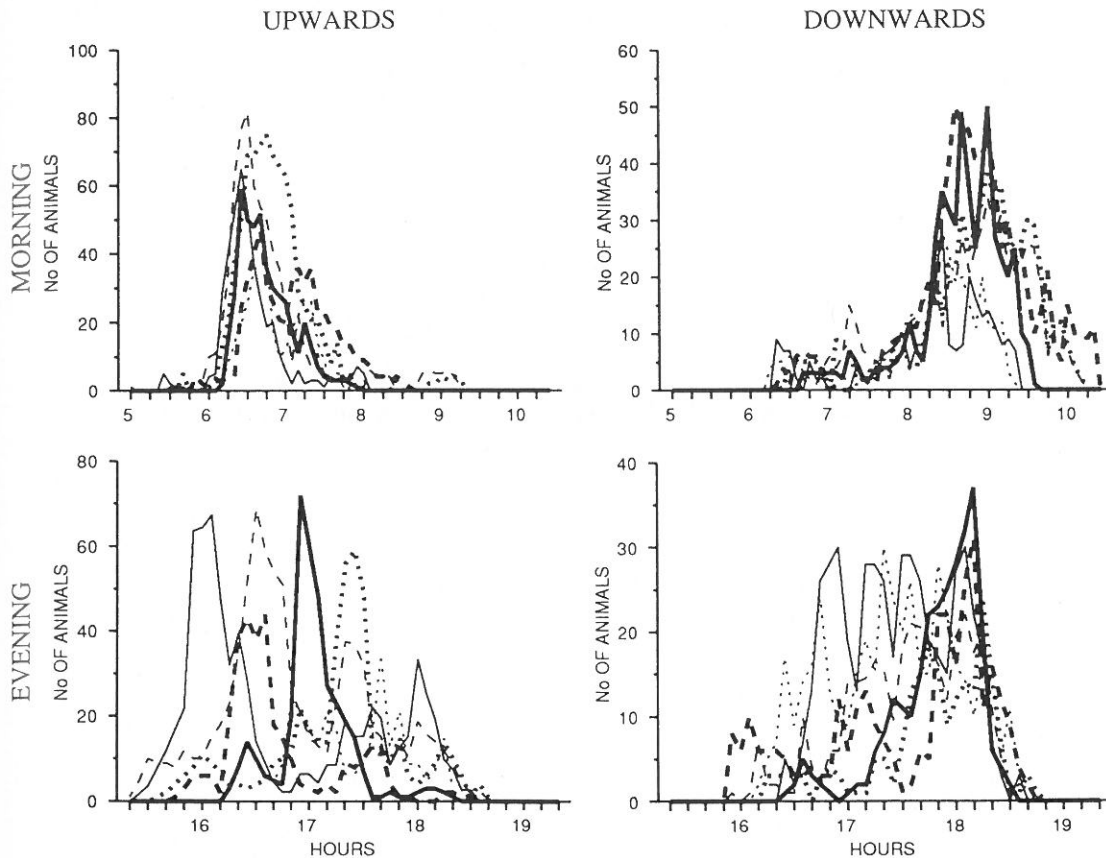 UPWARDS
DOWNWARDS
MORNING
No OF ANIMALS
100
80
60
40
20
0
5 6 7 8 9 10
No OF ANIMALS
60
50
40
30
20
10
0
5 6 7 8 9 10
EVENING
No OF ANIMALS
80
60
40
20
0
16 17 18 19
HOURS
No OF ANIMALS
40
30
20
10
0
16 17 18 19
HOURS